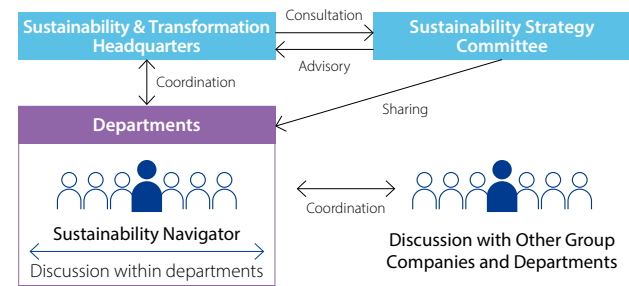 Sustainability & Transformation
Headquarters
Consultation
Sustainability Strategy
Committee
Advisory
Coordination
Sharing
Departments
Coordination
Sustainability Navigator
Discussion within departments
Discussion with Other Group
Companies and Departments